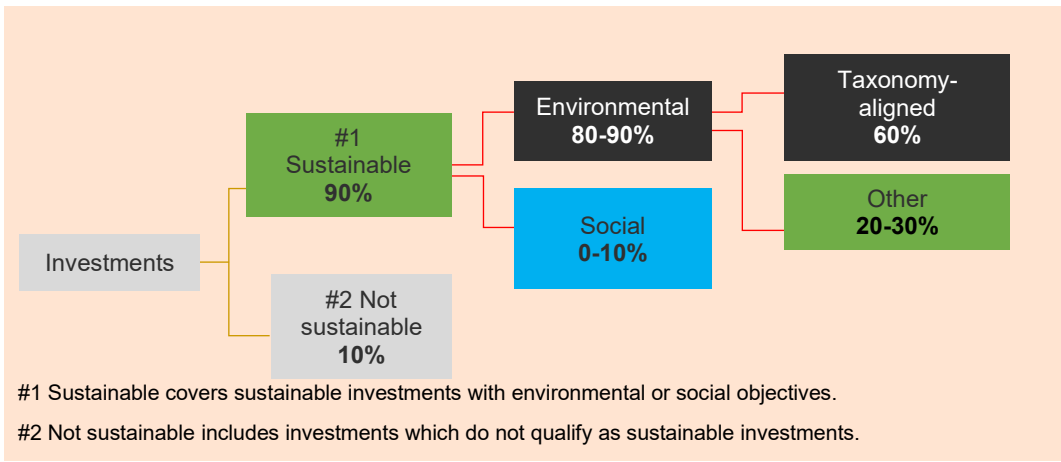 Investments
#1
Sustainable
90%
#2 Not
sustainable
10%
Environmental
80-90%
Social
0-10%
Taxonomy-
aligned
60%
Other
20-30%
#1 Sustainable covers sustainable investments with environmental or social objectives.
#2 Not sustainable includes investments which do not qualify as sustainable investments.